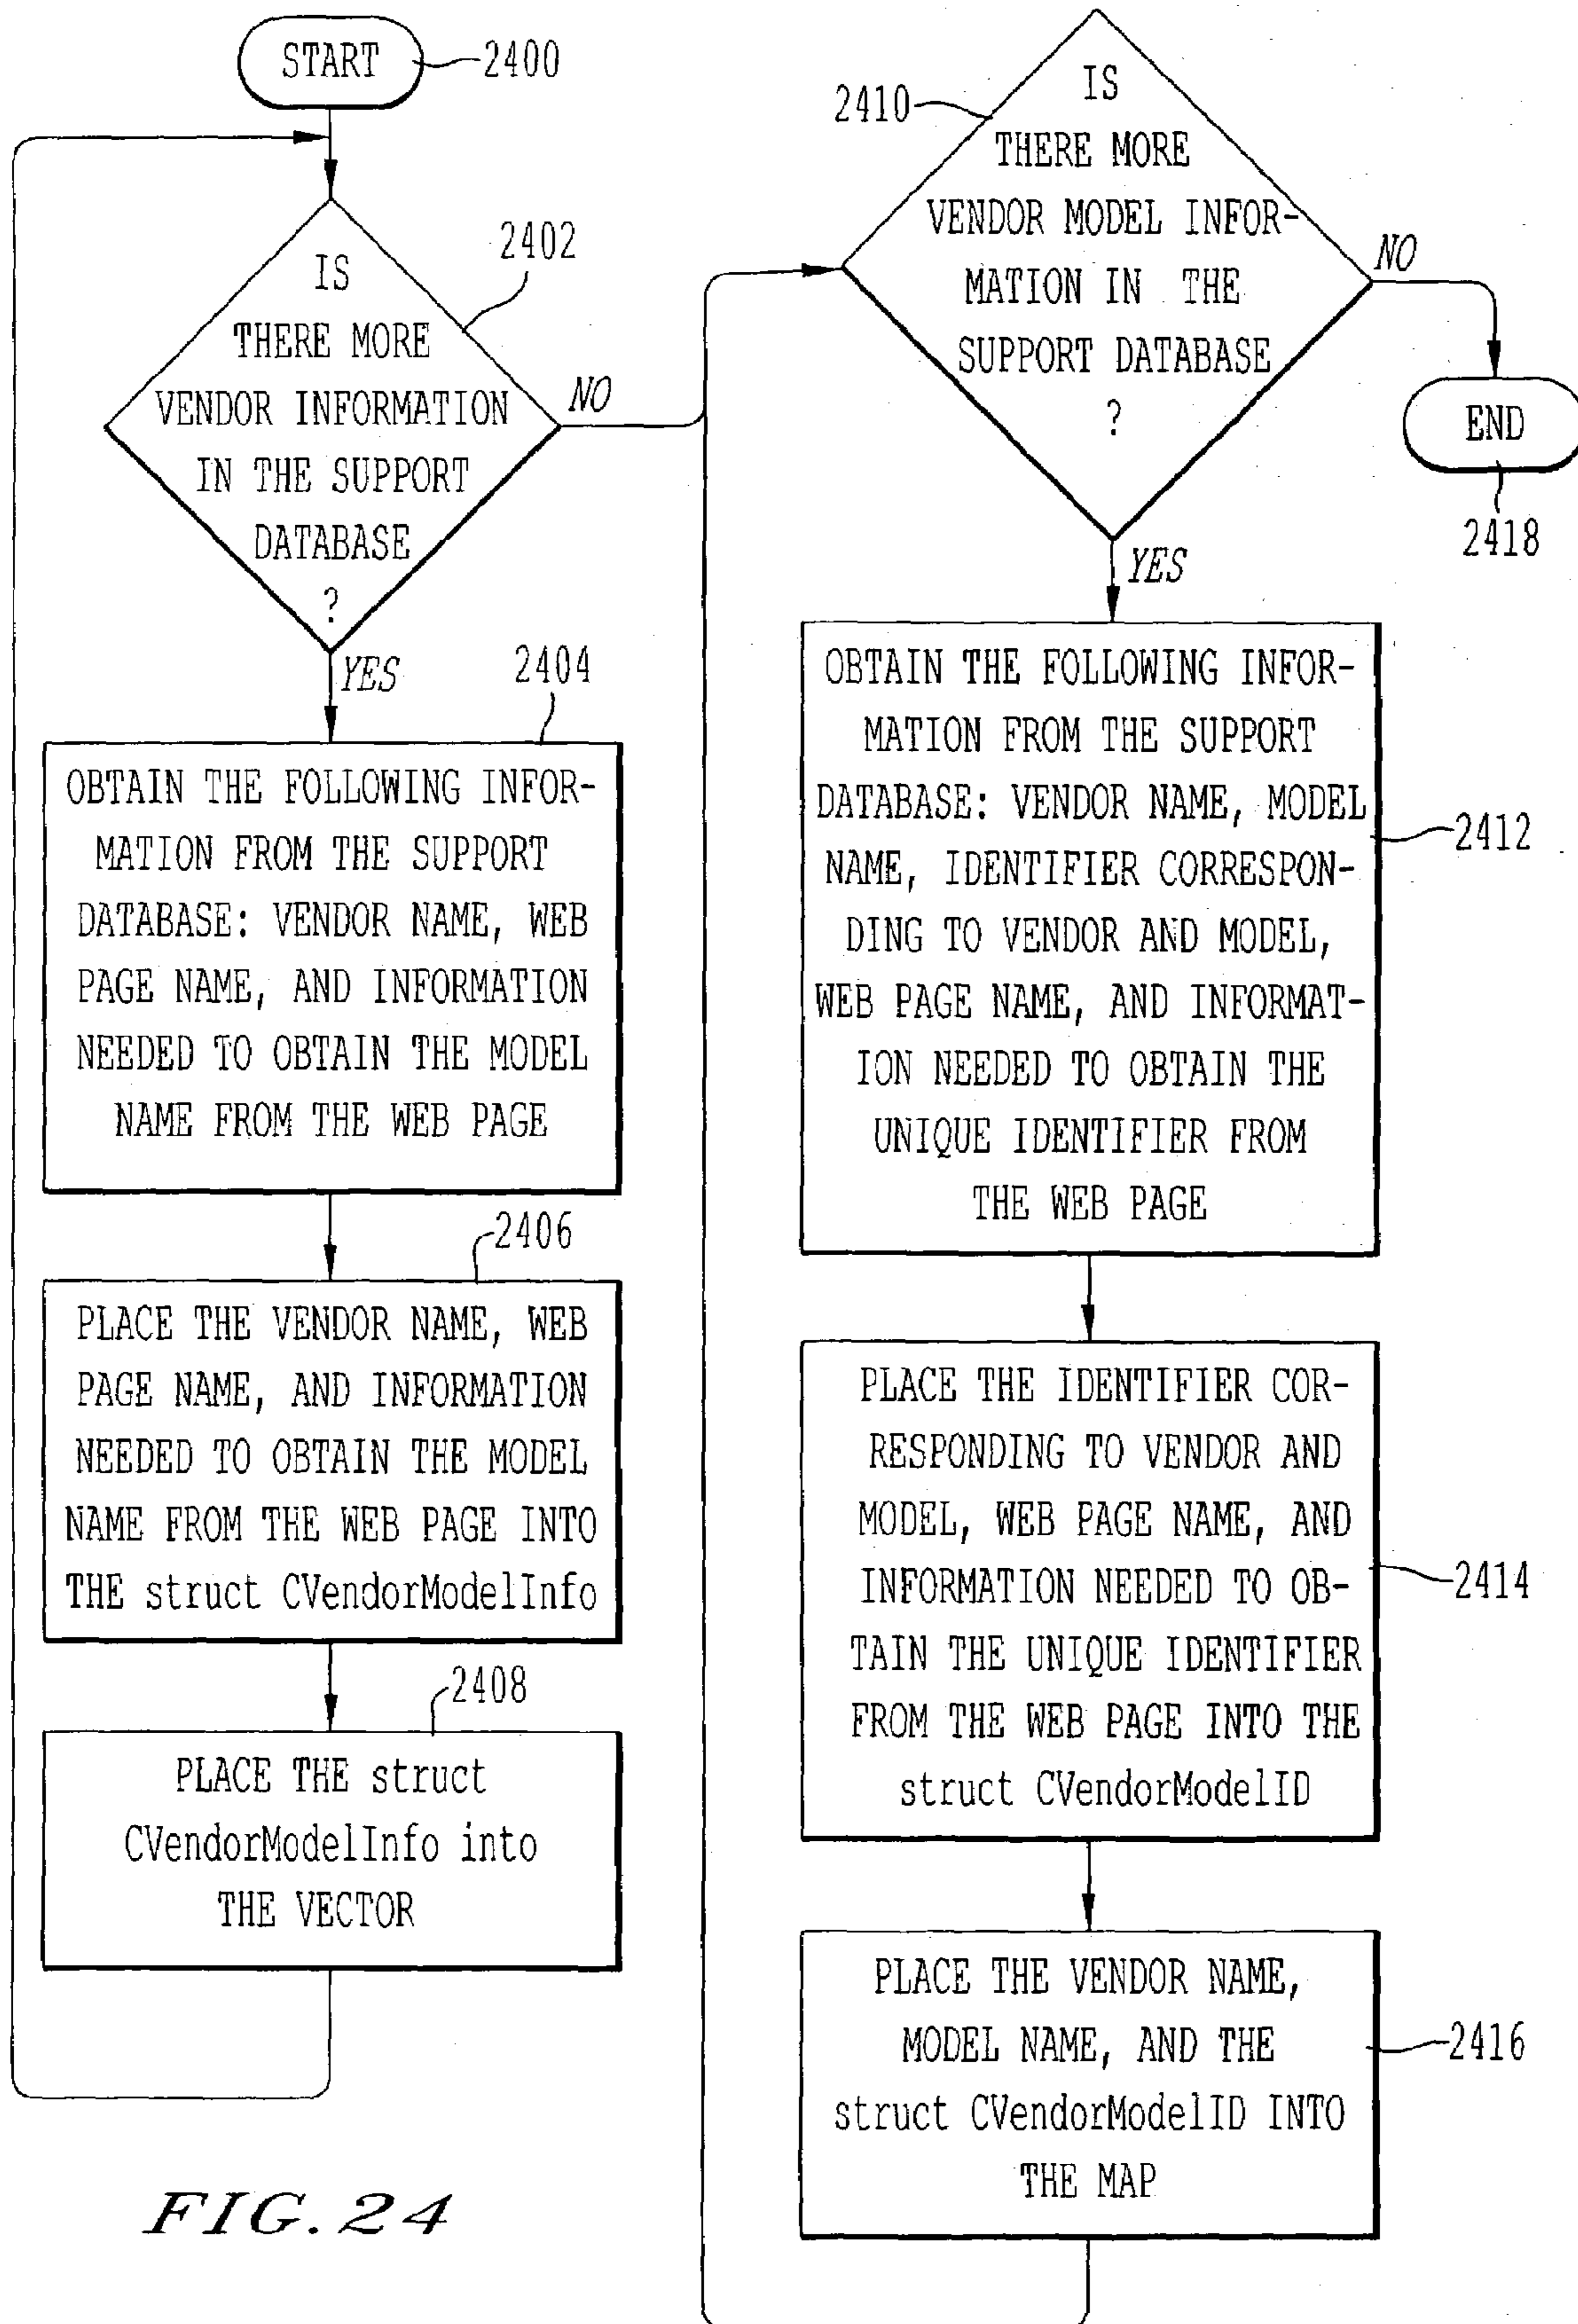 START
2400
IS
THERE MORE
VENDOR INFORMATION
IN THE SUPPORT
DATABASE
?
2402
NO
YES
2404
OBTAIN THE FOLLOWING INFOR-
MATION FROM THE SUPPORT
DATABASE: VENDOR NAME, WEB
PAGE NAME, AND INFORMATION
NEEDED TO OBTAIN THE MODEL
NAME FROM THE WEB PAGE
2406
PLACE THE VENDOR NAME, WEB
PAGE NAME, AND INFORMATION
NEEDED TO OBTAIN THE MODEL
NAME FROM THE WEB PAGE INTO
THE struct CVendorModelInfo
2408
PLACE THE struct
CVendorModelInfo into
THE VECTOR
2410
IS
THERE MORE
VENDOR MODEL INFOR-
MATION IN THE
SUPPORT DATABASE
?
NO
END
2418
YES
OBTAIN THE FOLLOWING INFOR-
MATION FROM THE SUPPORT
DATABASE: VENDOR NAME, MODEL
NAME, IDENTIFIER CORRESPON-
DING TO VENDOR AND MODEL,
WEB PAGE NAME, AND INFORMAT-
ION NEEDED TO OBTAIN THE
UNIQUE IDENTIFIER FROM
THE WEB PAGE
2412
PLACE THE IDENTIFIER COR-
RESPONDING TO VENDOR AND
MODEL, WEB PAGE NAME, AND
INFORMATION NEEDED TO OB-
TAIN THE UNIQUE IDENTIFIER
FROM THE WEB PAGE INTO THE
struct CVendorModelID
2414
PLACE THE VENDOR NAME,
MODEL NAME, AND THE
struct CVendorModelID INTO
THE MAP
2416
FIG. 24